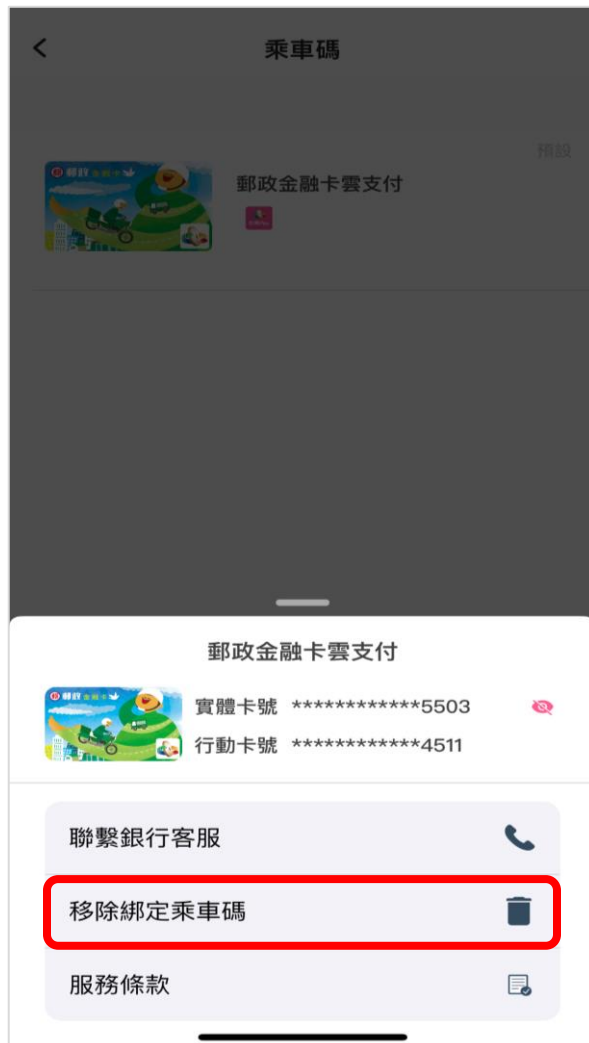 乘車碼
預設
郵政金融卡雲支付
郵政金融卡雲支付
郵政
實體卡號 ************5503
行動卡號 ************4511
聯繫銀行客服
移除綁定乘車碼
服務條款